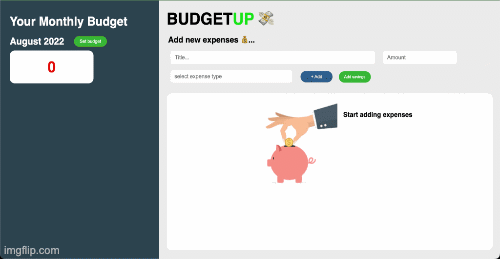 Your Monthly Budget
August 2022
Set budget
0
BUDGETUP 💸
Add new expenses 💰...
Title...
Amount
select expense type
+ Add
Add savings
Start adding expenses
imgflip.com